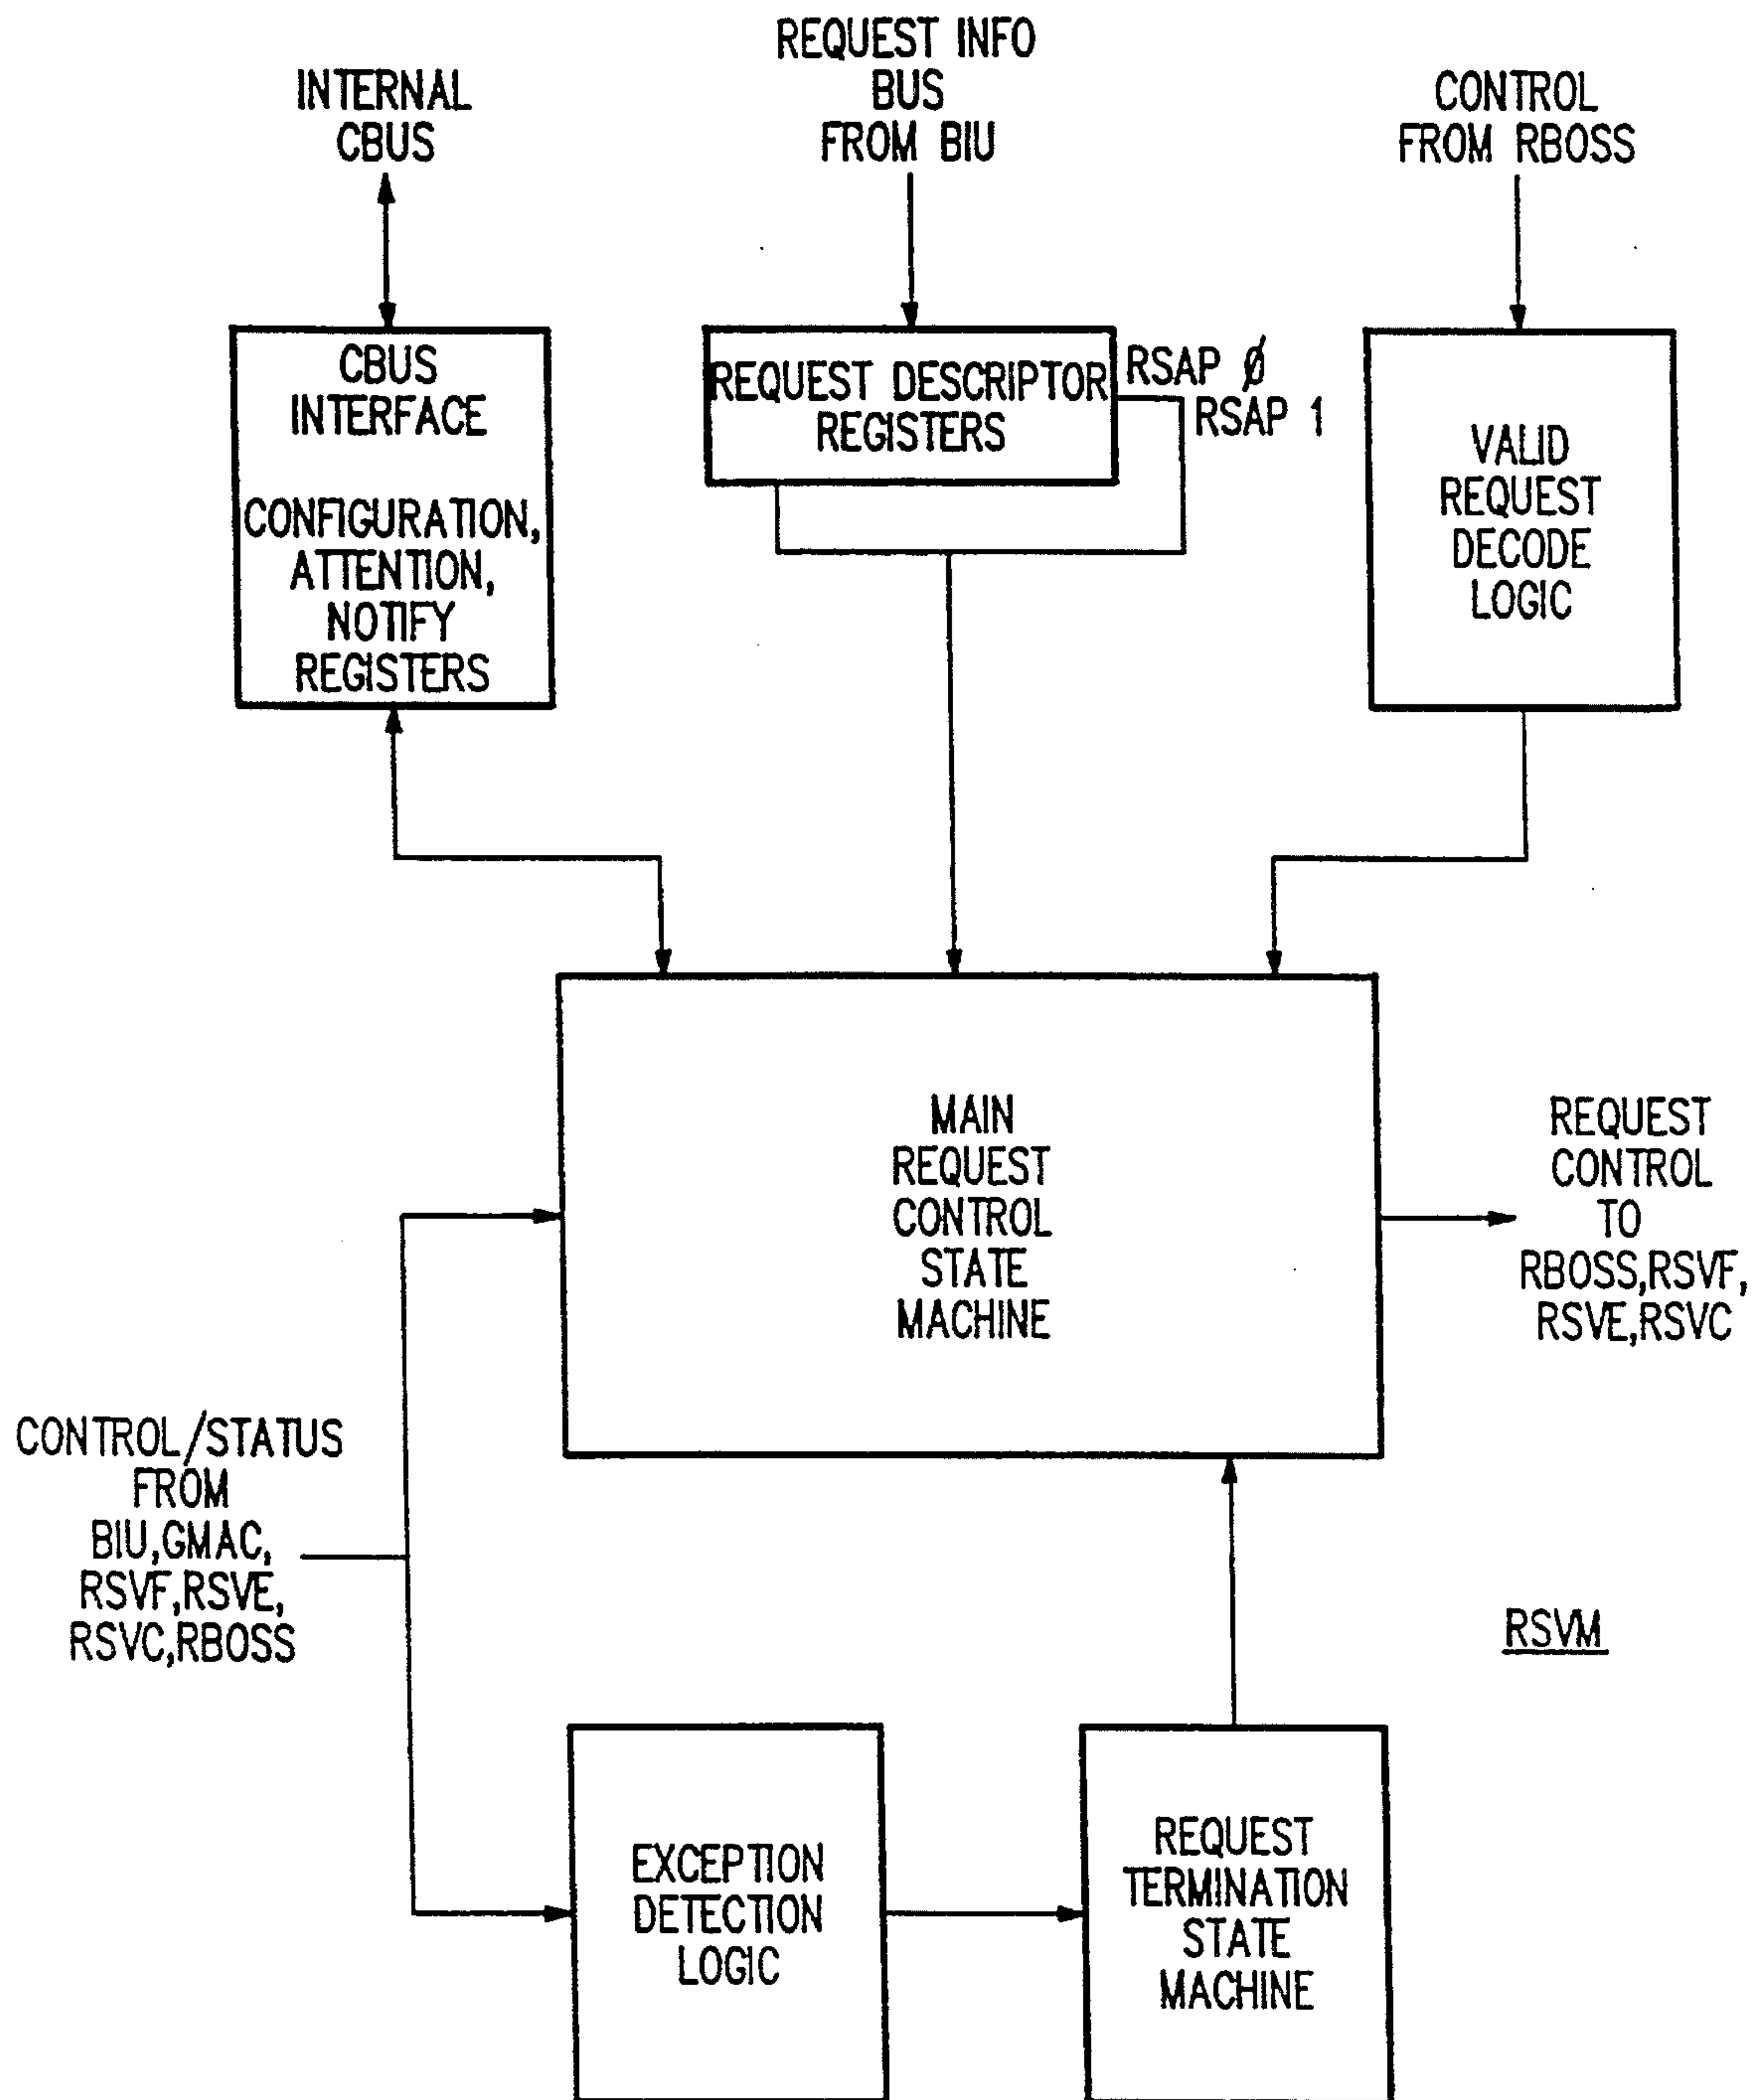 INTERNAL
CBUS
REQUEST INFO
BUS
FROM BIU
CONTROL
FROM RBOSS
CBUS
INTERFACE
CONFIGURATION,
ATTENTION,
NOTIFY
REGISTERS
REQUEST DESCRIPTOR
REGISTERS
RSAP Ø
RSAP 1
VALID
REQUEST
DECODE
LOGIC
MAIN
REQUEST
CONTROL
STATE
MACHINE
REQUEST
CONTROL
TO
RBOSS,RSVF,
RSVE,RSVC
CONTROL/STATUS
FROM
BIU,GMAC,
RSVF,RSVE,
RSVC,RBOSS
RSVM
EXCEPTION
DETECTION
LOGIC
REQUEST
TERMINATION
STATE
MACHINE